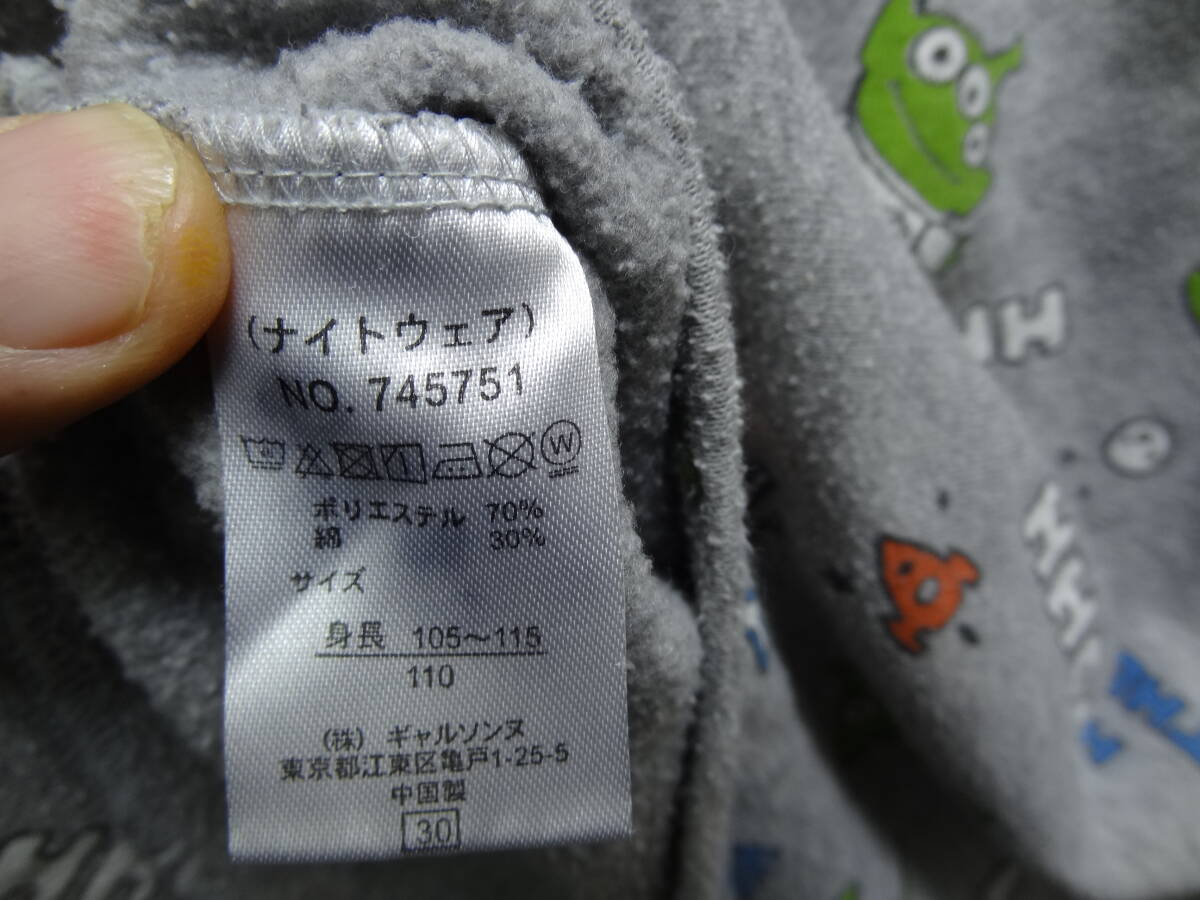 (ナイトウェア)
NO. 745751
W
ポリエステル 70%
綿 30%
サイズ
身長 105～115
110
(株) ギャルソンヌ
東京都江東区亀戸1-25-5
中国製
30